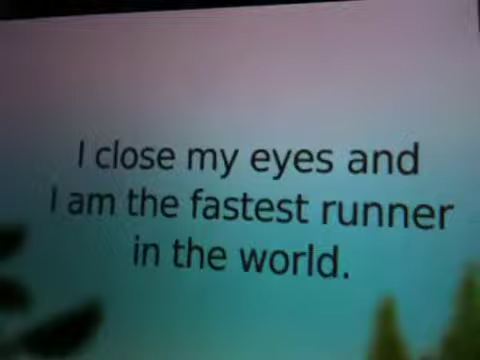 I close my eyes and
I am the fastest runner
in the world.